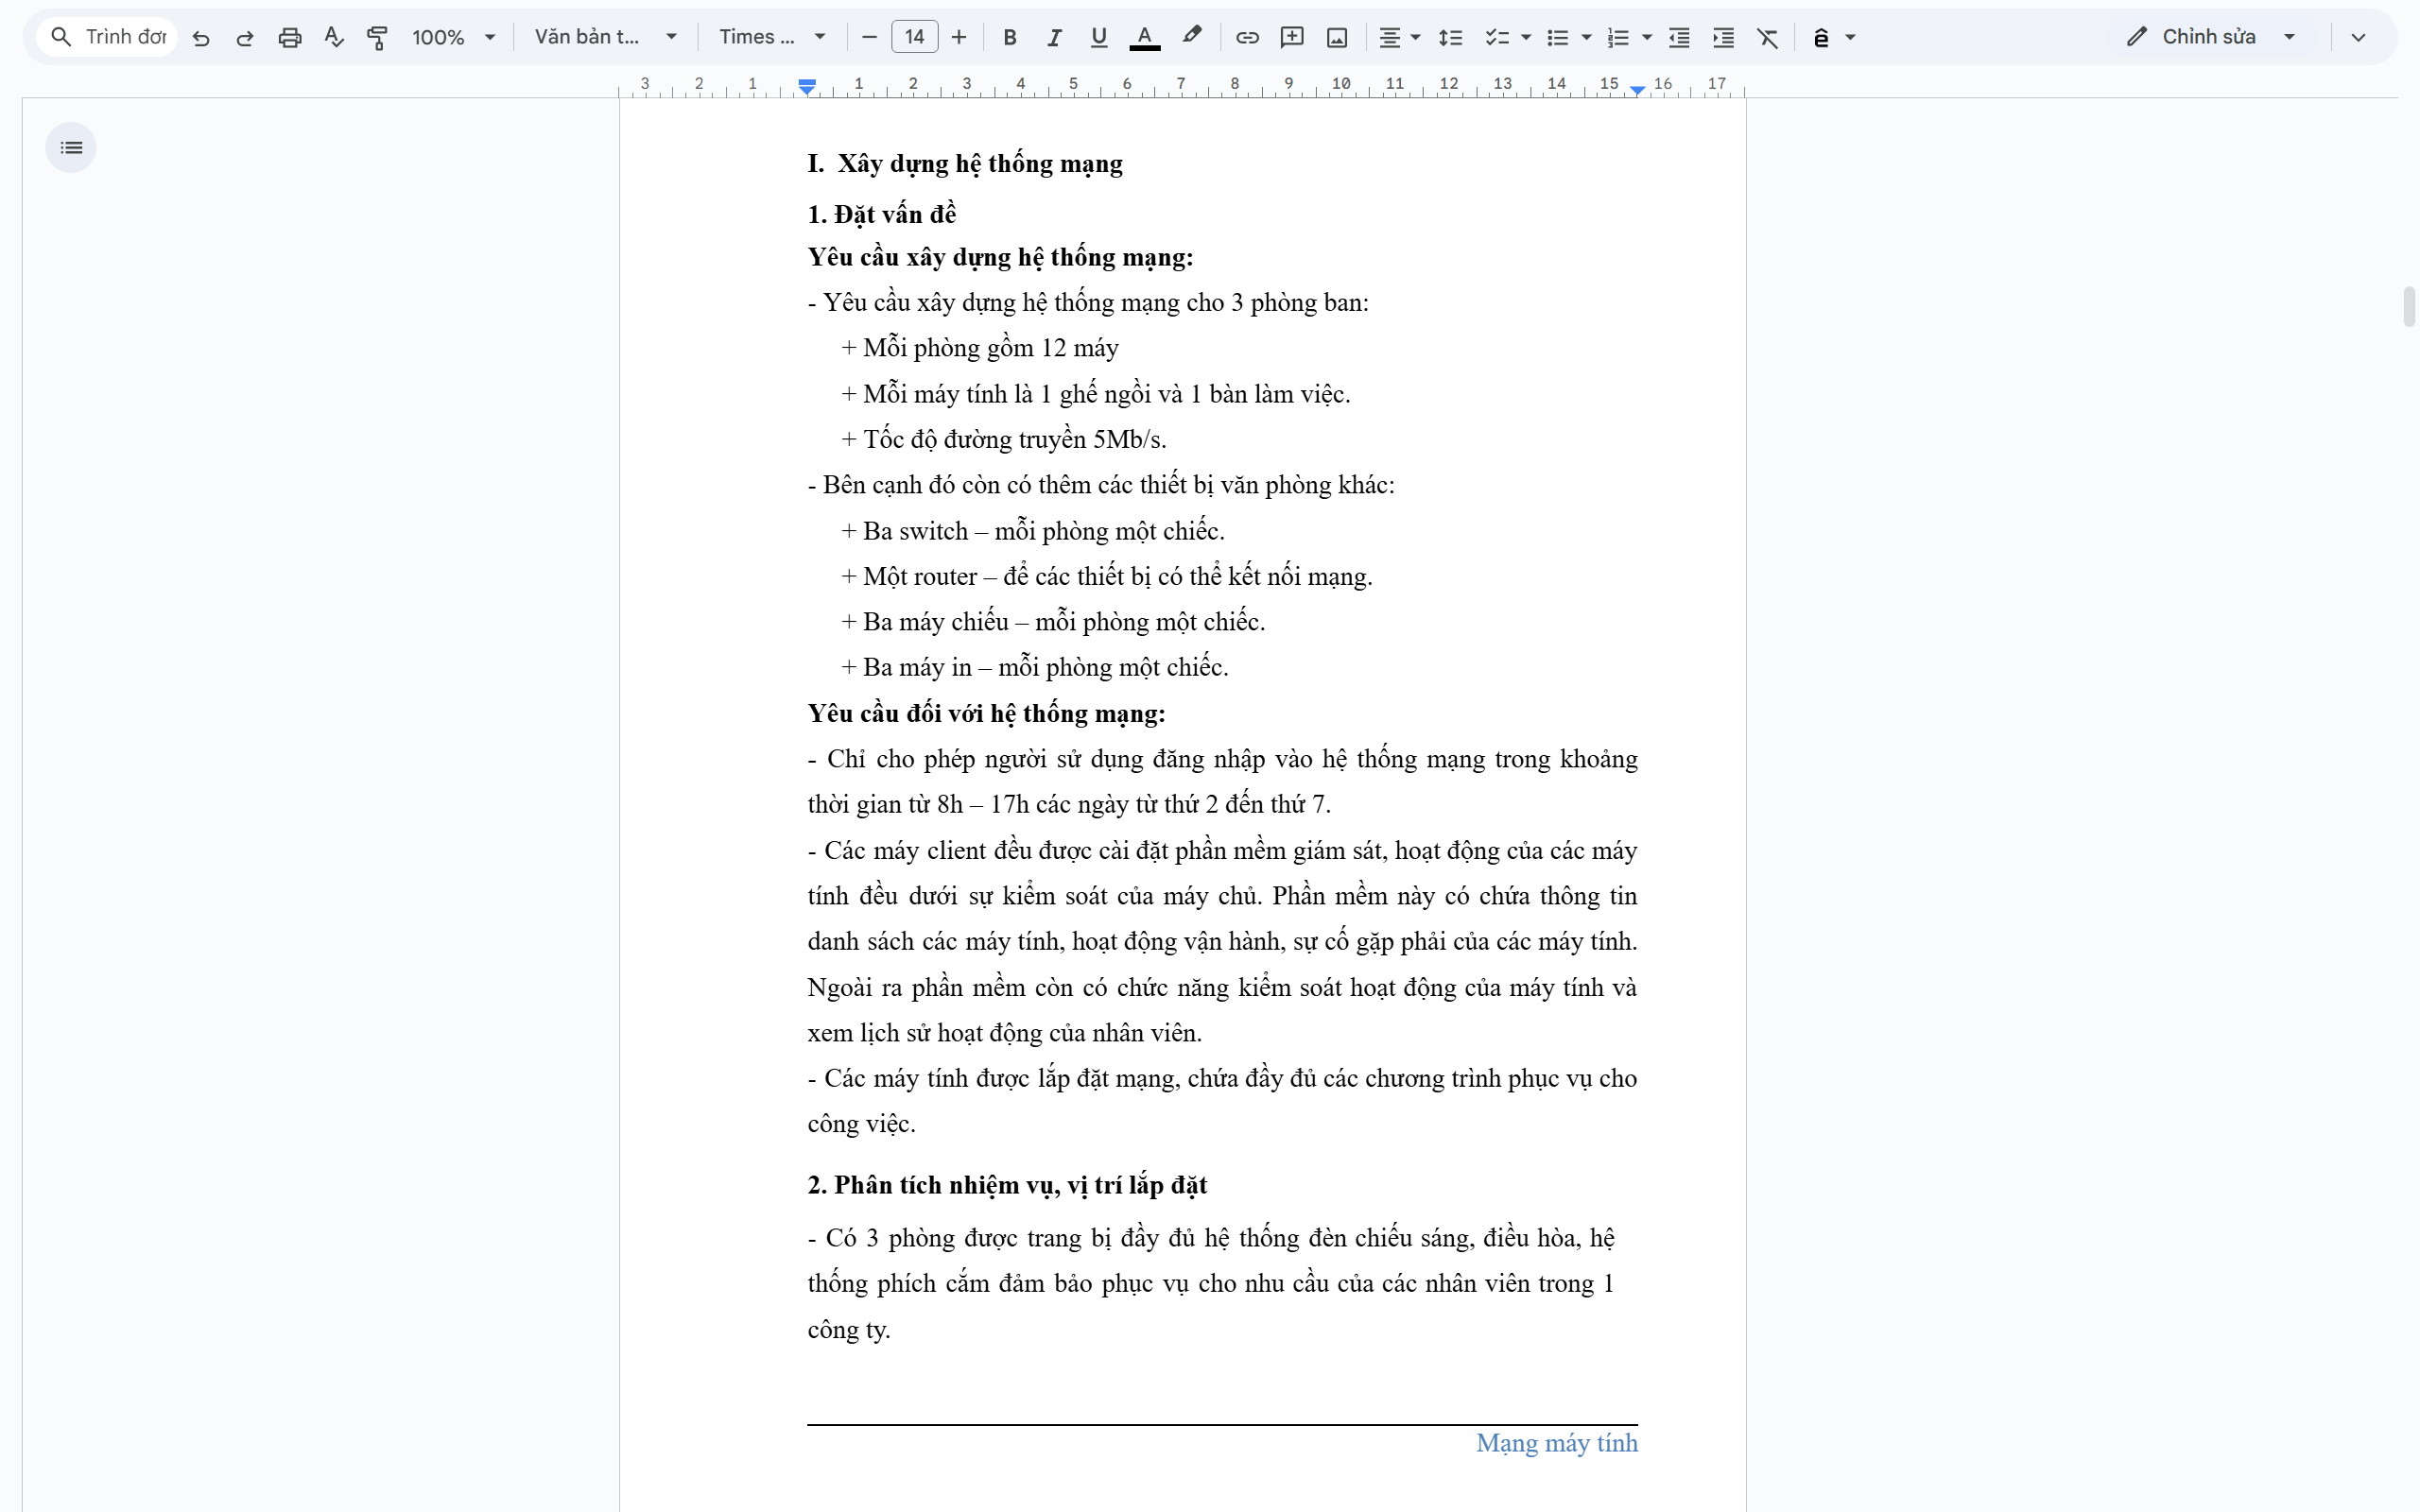 Trình đơn
100%
Văn bản t...
Times ...
14
B
I
U
A
ê
Chỉnh sửa
3 2 1 1 2 3 4 5 6 7 8 9 10 11 12 13 14 15 16 17
I. Xây dựng hệ thống mạng
1. Đặt vấn đề
Yêu cầu xây dựng hệ thống mạng:
- Yêu cầu xây dựng hệ thống mạng cho 3 phòng ban:
+ Mỗi phòng gồm 12 máy
+ Mỗi máy tính là 1 ghế ngồi và 1 bàn làm việc.
+ Tốc độ đường truyền 5Mb/s.
- Bên cạnh đó còn có thêm các thiết bị văn phòng khác:
+ Ba switch – mỗi phòng một chiếc.
+ Một router – để các thiết bị có thể kết nối mạng.
+ Ba máy chiếu – mỗi phòng một chiếc.
+ Ba máy in – mỗi phòng một chiếc.
Yêu cầu đối với hệ thống mạng:
- Chỉ cho phép người sử dụng đăng nhập vào hệ thống mạng trong khoảng
thời gian từ 8h – 17h các ngày từ thứ 2 đến thứ 7.
- Các máy client đều được cài đặt phần mềm giám sát, hoạt động của các máy
tính đều dưới sự kiểm soát của máy chủ. Phần mềm này có chứa thông tin
danh sách các máy tính, hoạt động vận hành, sự cố gặp phải của các máy tính.
Ngoài ra phần mềm còn có chức năng kiểm soát hoạt động của máy tính và
xem lịch sử hoạt động của nhân viên.
- Các máy tính được lắp đặt mạng, chứa đầy đủ các chương trình phục vụ cho
công việc.
2. Phân tích nhiệm vụ, vị trí lắp đặt
- Có 3 phòng được trang bị đầy đủ hệ thống đèn chiếu sáng, điều hòa, hệ
thống phích cắm đảm bảo phục vụ cho nhu cầu của các nhân viên trong 1
công ty.
Mạng máy tính